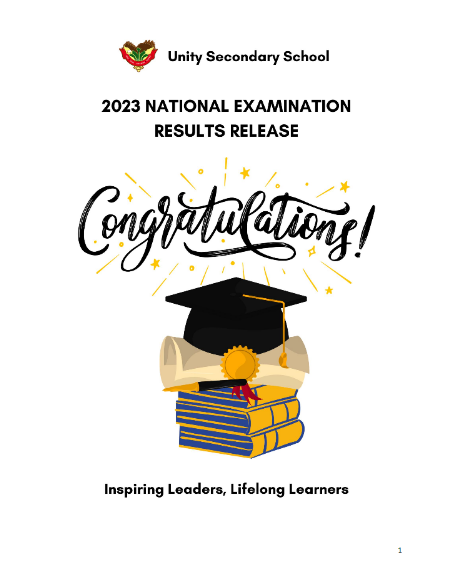 Unity Secondary School
2023 NATIONAL EXAMINATION
RESULTS RELEASE
Congratulations!
Inspiring Leaders, Lifelong Learners
1